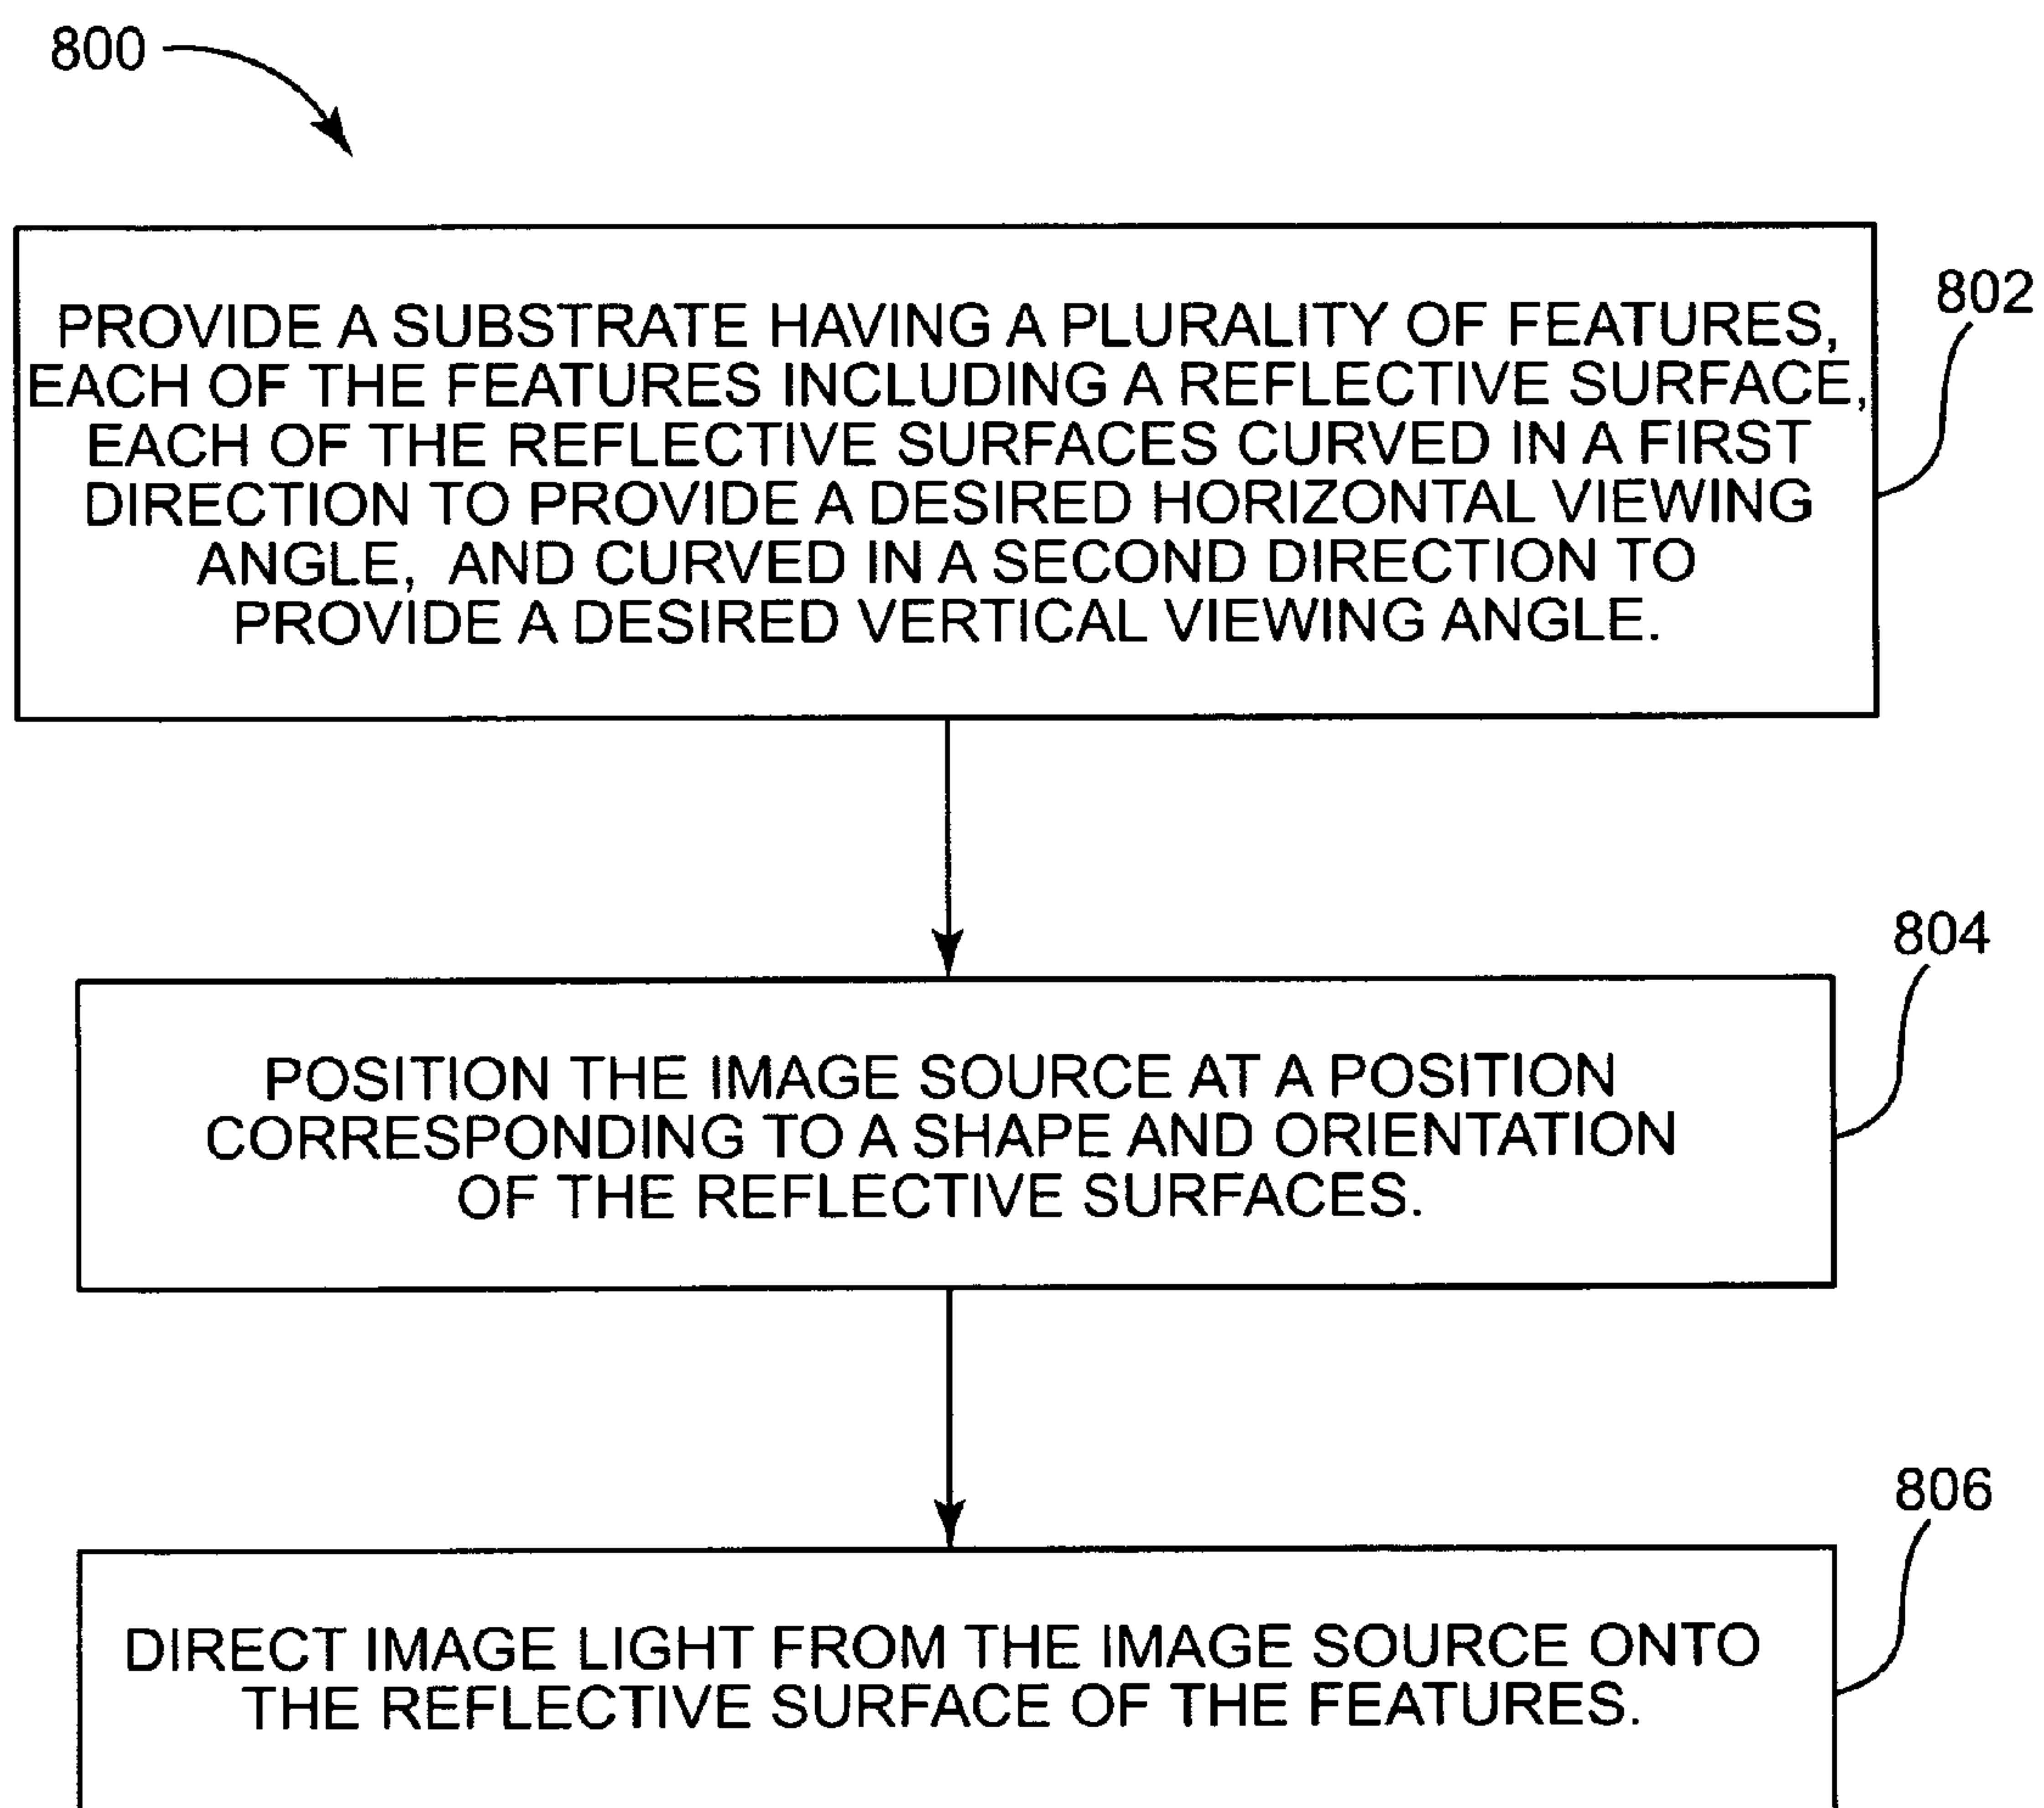 800
PROVIDE A SUBSTRATE HAVING A PLURALITY OF FEATURES,
EACH OF THE FEATURES INCLUDING A REFLECTIVE SURFACE,
EACH OF THE REFLECTIVE SURFACES CURVED IN A FIRST
DIRECTION TO PROVIDE A DESIRED HORIZONTAL VIEWING
ANGLE, AND CURVED IN A SECOND DIRECTION TO
PROVIDE A DESIRED VERTICAL VIEWING ANGLE.
802
POSITION THE IMAGE SOURCE AT A POSITION
CORRESPONDING TO A SHAPE AND ORIENTATION
OF THE REFLECTIVE SURFACES.
804
DIRECT IMAGE LIGHT FROM THE IMAGE SOURCE ONTO
THE REFLECTIVE SURFACE OF THE FEATURES.
806